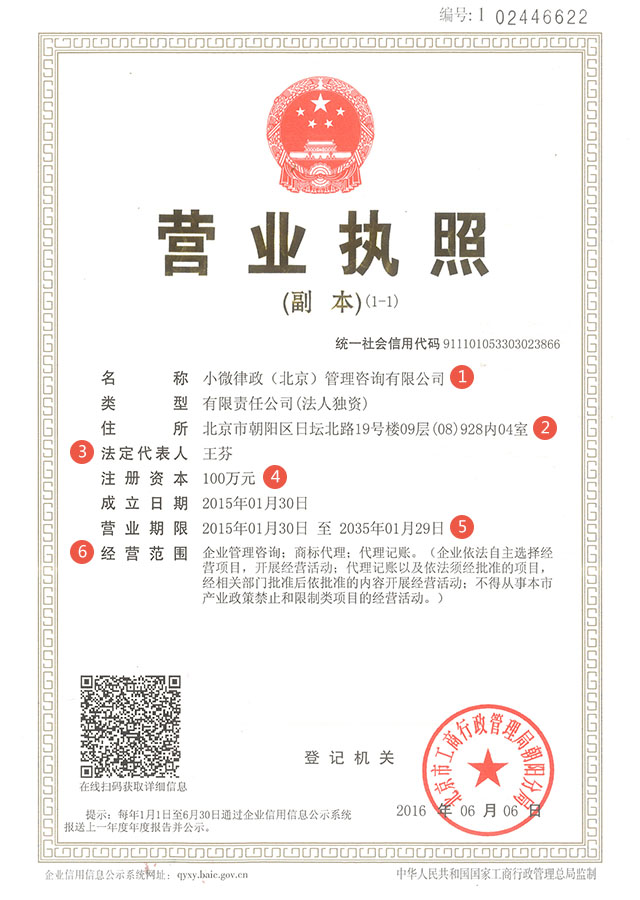 编号: 1 02446622
营业执照
(副 本)(1-1)
统一社会信用代码 911101053303023866
名 称 小微律政（北京）管理咨询有限公司 1
类 型 有限责任公司(法人独资)
住 所 北京市朝阳区日坛北路19号楼09层(08)928内04室 2
3 法定代表人 王芬
注册资本 100万元 4
成立日期 2015年01月30日
营业期限 2015年01月30日 至 2035年01月29日 5
6 经营范围 企业管理咨询；商标代理；代理记账。（企业依法自主选择经
营项目，开展经营活动；代理记账以及依法须经批准的项目，
经相关部门批准后依批准的内容开展经营活动；不得从事本市
产业政策禁止和限制类项目的经营活动。）
在线扫码获取详细信息
登记机关
北京市工商行政管理局朝阳分局
2016 年 06 月 06 日
提示：每年1月1日至6月30日通过企业信用信息公示系统
报送上一年度年度报告并公示。
企业信用信息公示系统网址：qyxy.baic.gov.cn
中华人民共和国国家工商行政管理总局监制